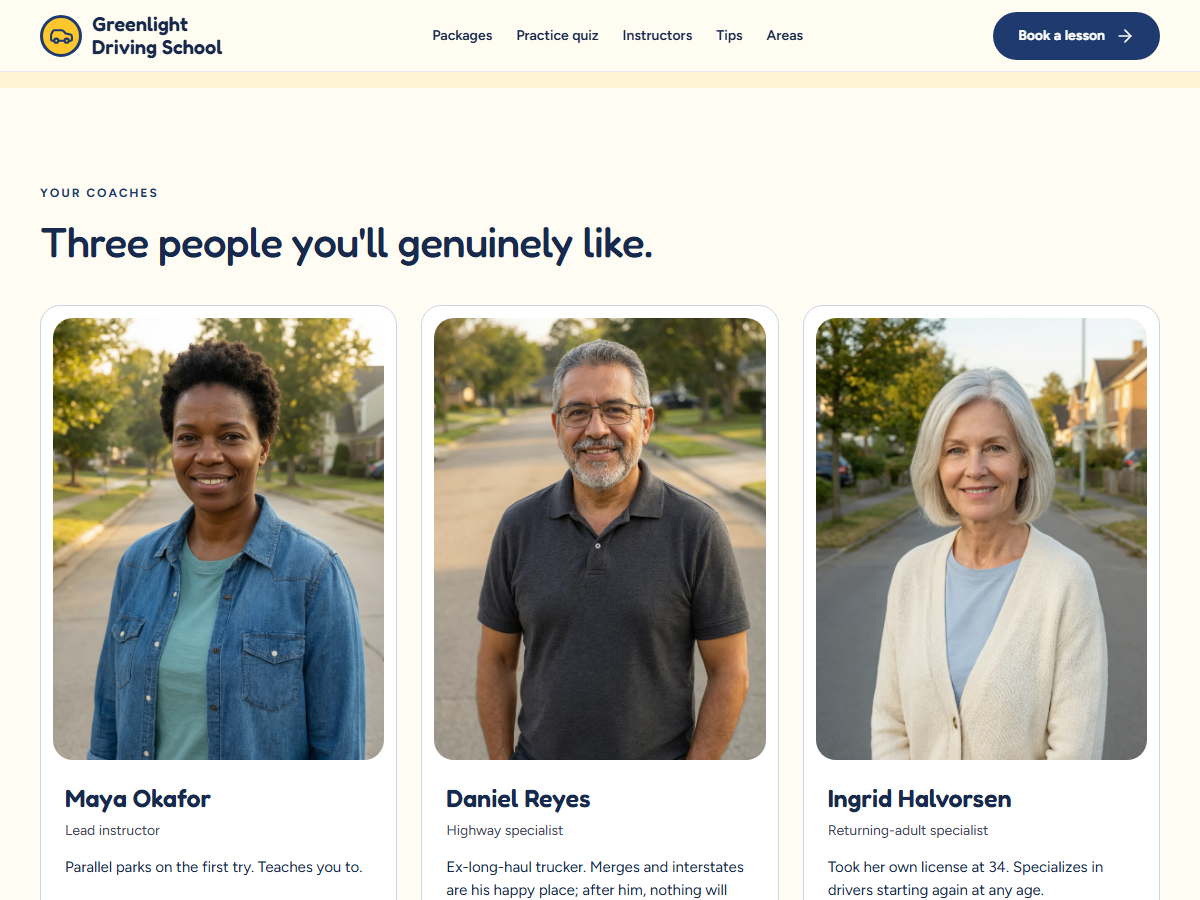 Greenlight
Driving School
Packages
Practice quiz
Instructors
Tips
Areas
Book a lesson
YOUR COACHES
Three people you'll genuinely like.
Maya Okafor
Lead instructor
Parallel parks on the first try. Teaches you to.
Daniel Reyes
Highway specialist
Ex-long-haul trucker. Merges and interstates
are his happy place; after him, nothing will
Ingrid Halvorsen
Returning-adult specialist
Took her own license at 34. Specializes in
drivers starting again at any age.